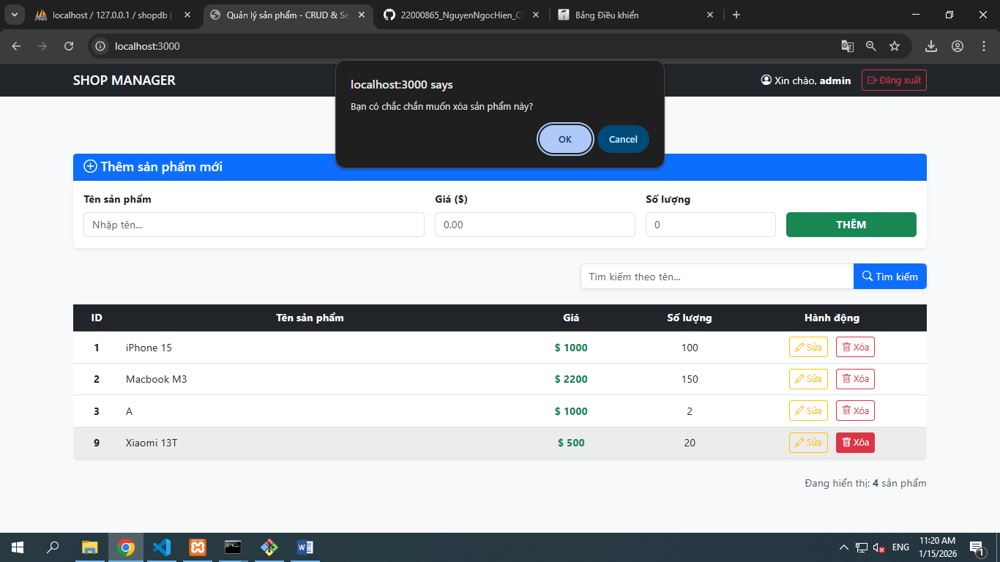 localhost / 127.0.0.1 / shopdb |
Quản lý sản phẩm - CRUD & Se
22000865_NguyenNgocHien_Ch
Bảng Điều khiển
localhost:3000
SHOP MANAGER
Xin chào, admin
Đăng xuất
localhost:3000 says
Bạn có chắc chắn muốn xóa sản phẩm này?
OK
Cancel
Thêm sản phẩm mới
Tên sản phẩm
Giá ($)
Số lượng
Nhập tên...
0.00
0
THÊM
Tìm kiếm theo tên...
Tìm kiếm
ID Tên sản phẩm Giá Số lượng Hành động
1 iPhone 15 $ 1000 100 Sửa Xóa
2 Macbook M3 $ 2200 150 Sửa Xóa
3 A $ 1000 2 Sửa Xóa
9 Xiaomi 13T $ 500 20 Sửa Xóa
Đang hiển thị: 4 sản phẩm
ENG
11:20 AM
1/15/2026
1